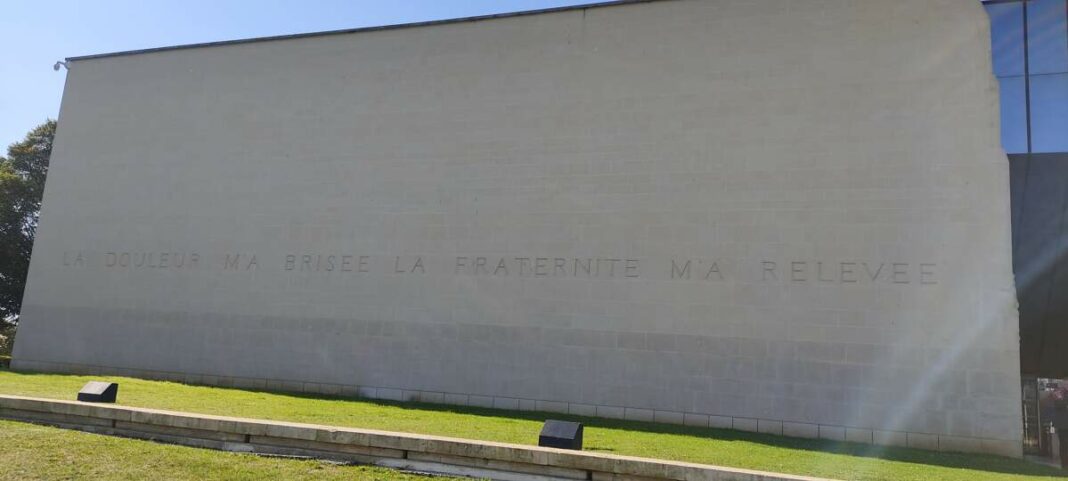 LA DOULEUR M'A BRISEE LA FRATERNITE M'A RELEVEE